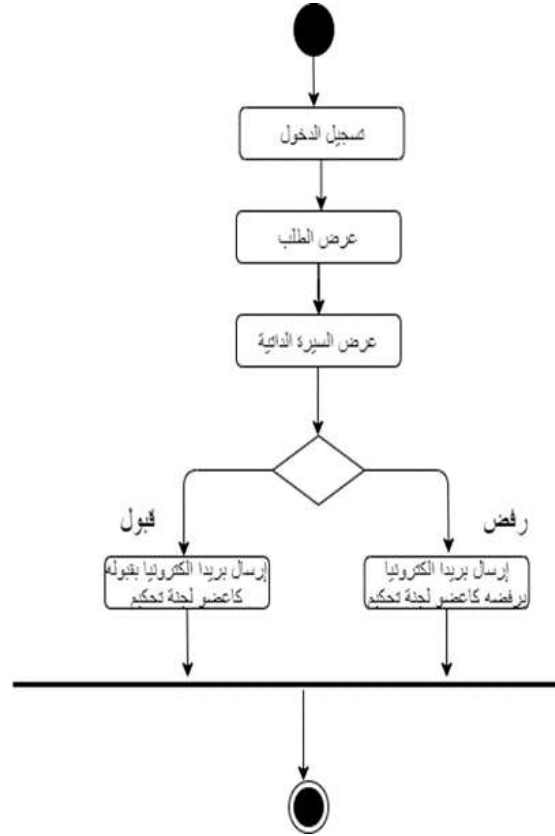 تسجيل الدخول
عرض الطلب
عرض السيرة الذاتية
رفض
قبول
إرسال بريدا الكترونيا
برفضه كاعضو لجنة تحكيم
إرسال بريدا الكترونيا بقبوله
كاعضو لجنة تحكيم